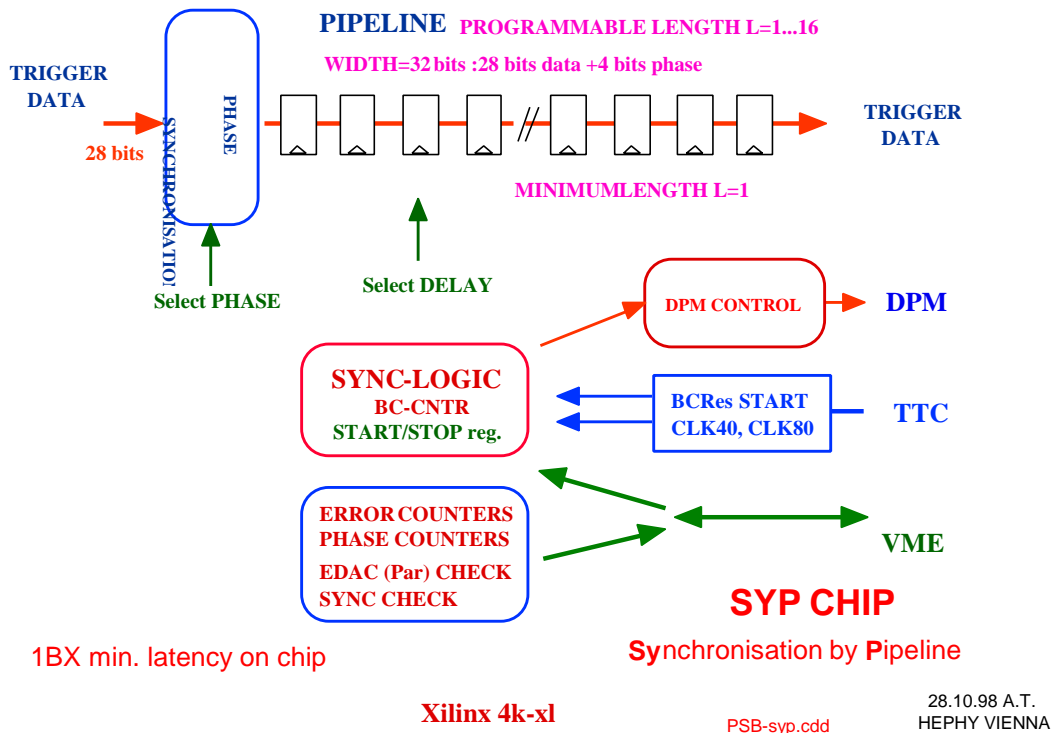 PIPELINE PROGRAMMABLE LENGTH L=1...16
WIDTH=32 bits :28 bits data +4 bits phase
TRIGGER
DATA
28 bits
PHASE
SYNCHRONISATIO
TRIGGER
DATA
MINIMUMLENGTH L=1
Select PHASE
Select DELAY
DPM CONTROL
DPM
SYNC-LOGIC
BC-CNTR
START/STOP reg.
BCRes START
CLK40, CLK80
TTC
ERROR COUNTERS
PHASE COUNTERS
EDAC (Par) CHECK
SYNC CHECK
VME
SYP CHIP
Synchronisation by Pipeline
1BX min. latency on chip
Xilinx 4k-xl
PSB-syp.cdd
28.10.98 A.T.
HEPHY VIENNA